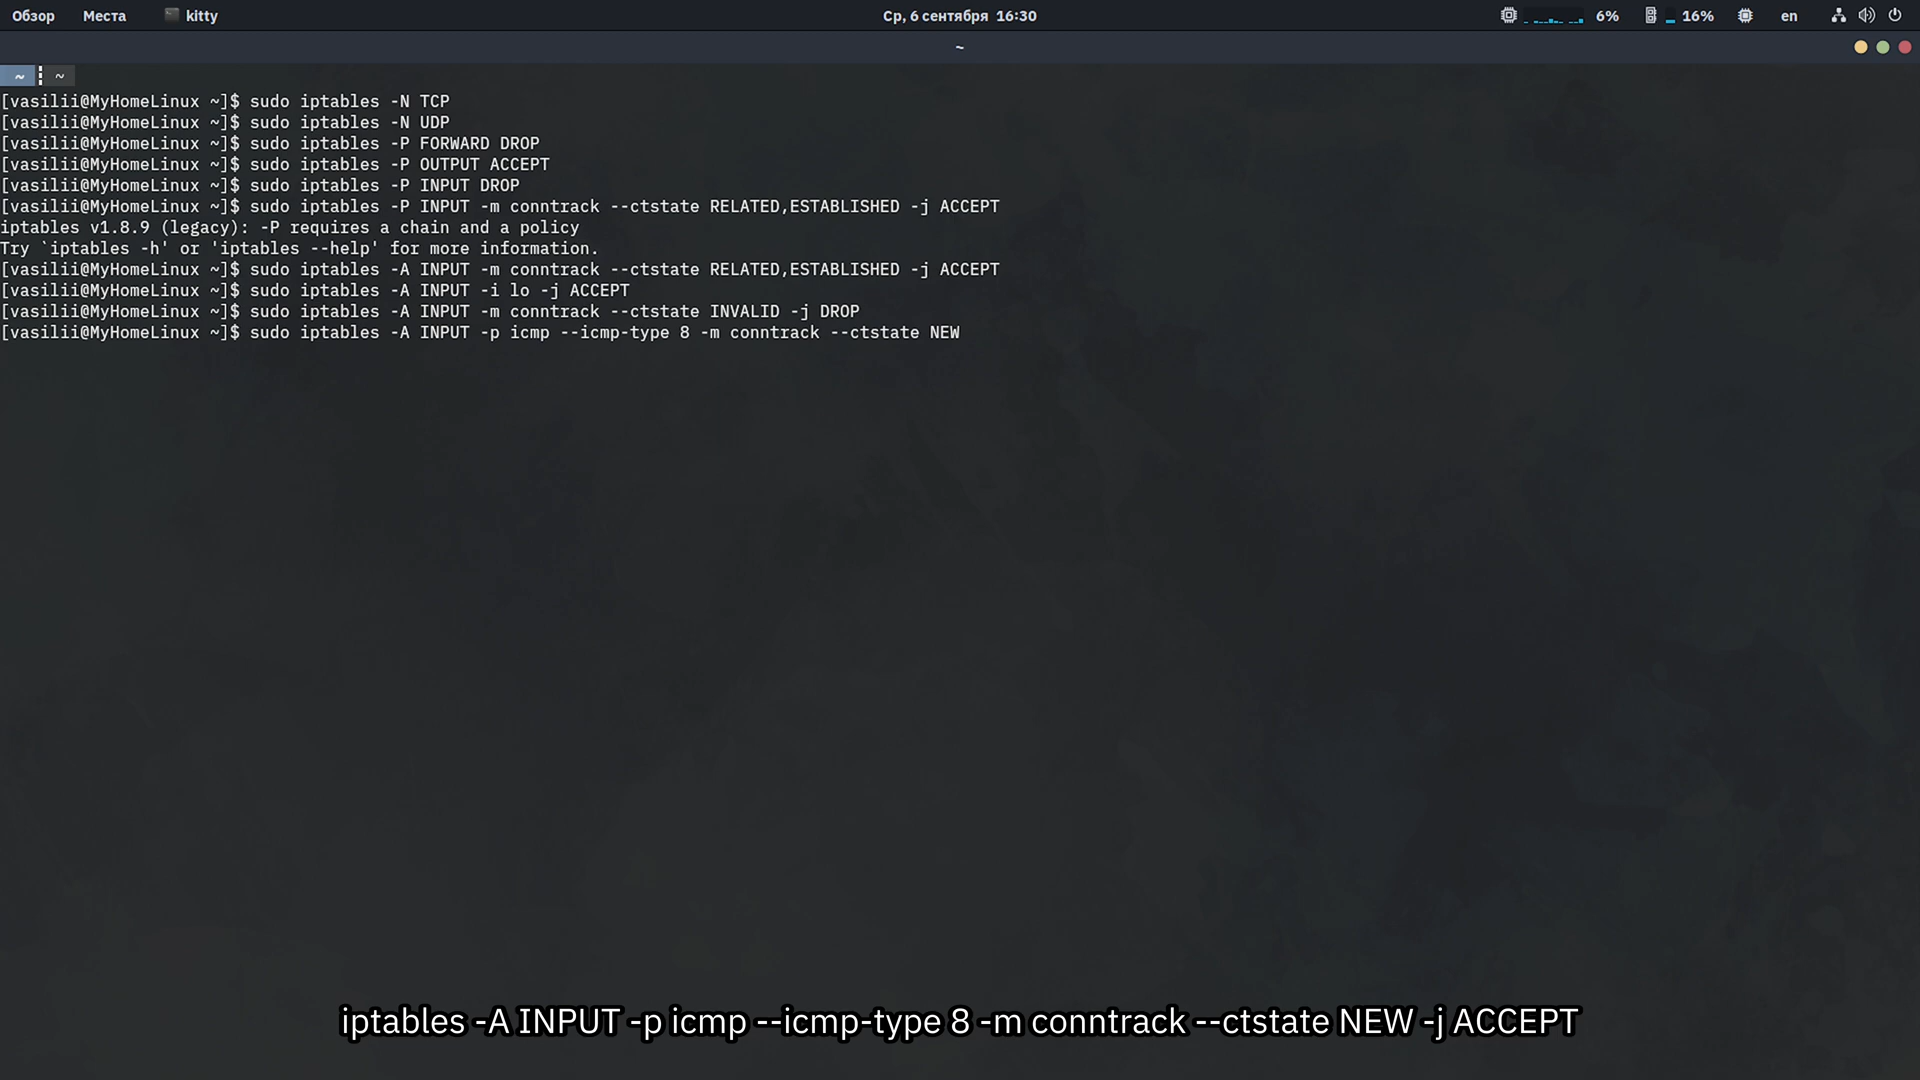 Обзор Места kitty Ср, 6 сентября 16:30 6% 16% en
~
~ ~
[vasilii@MyHomeLinux ~]$ sudo iptables -N TCP
[vasilii@MyHomeLinux ~]$ sudo iptables -N UDP
[vasilii@MyHomeLinux ~]$ sudo iptables -P FORWARD DROP
[vasilii@MyHomeLinux ~]$ sudo iptables -P OUTPUT ACCEPT
[vasilii@MyHomeLinux ~]$ sudo iptables -P INPUT DROP
[vasilii@MyHomeLinux ~]$ sudo iptables -P INPUT -m conntrack --ctstate RELATED,ESTABLISHED -j ACCEPT
iptables v1.8.9 (legacy): -P requires a chain and a policy
Try `iptables -h' or 'iptables --help' for more information.
[vasilii@MyHomeLinux ~]$ sudo iptables -A INPUT -m conntrack --ctstate RELATED,ESTABLISHED -j ACCEPT
[vasilii@MyHomeLinux ~]$ sudo iptables -A INPUT -i lo -j ACCEPT
[vasilii@MyHomeLinux ~]$ sudo iptables -A INPUT -m conntrack --ctstate INVALID -j DROP
[vasilii@MyHomeLinux ~]$ sudo iptables -A INPUT -p icmp --icmp-type 8 -m conntrack --ctstate NEW
iptables -A INPUT -p icmp --icmp-type 8 -m conntrack --ctstate NEW -j ACCEPT